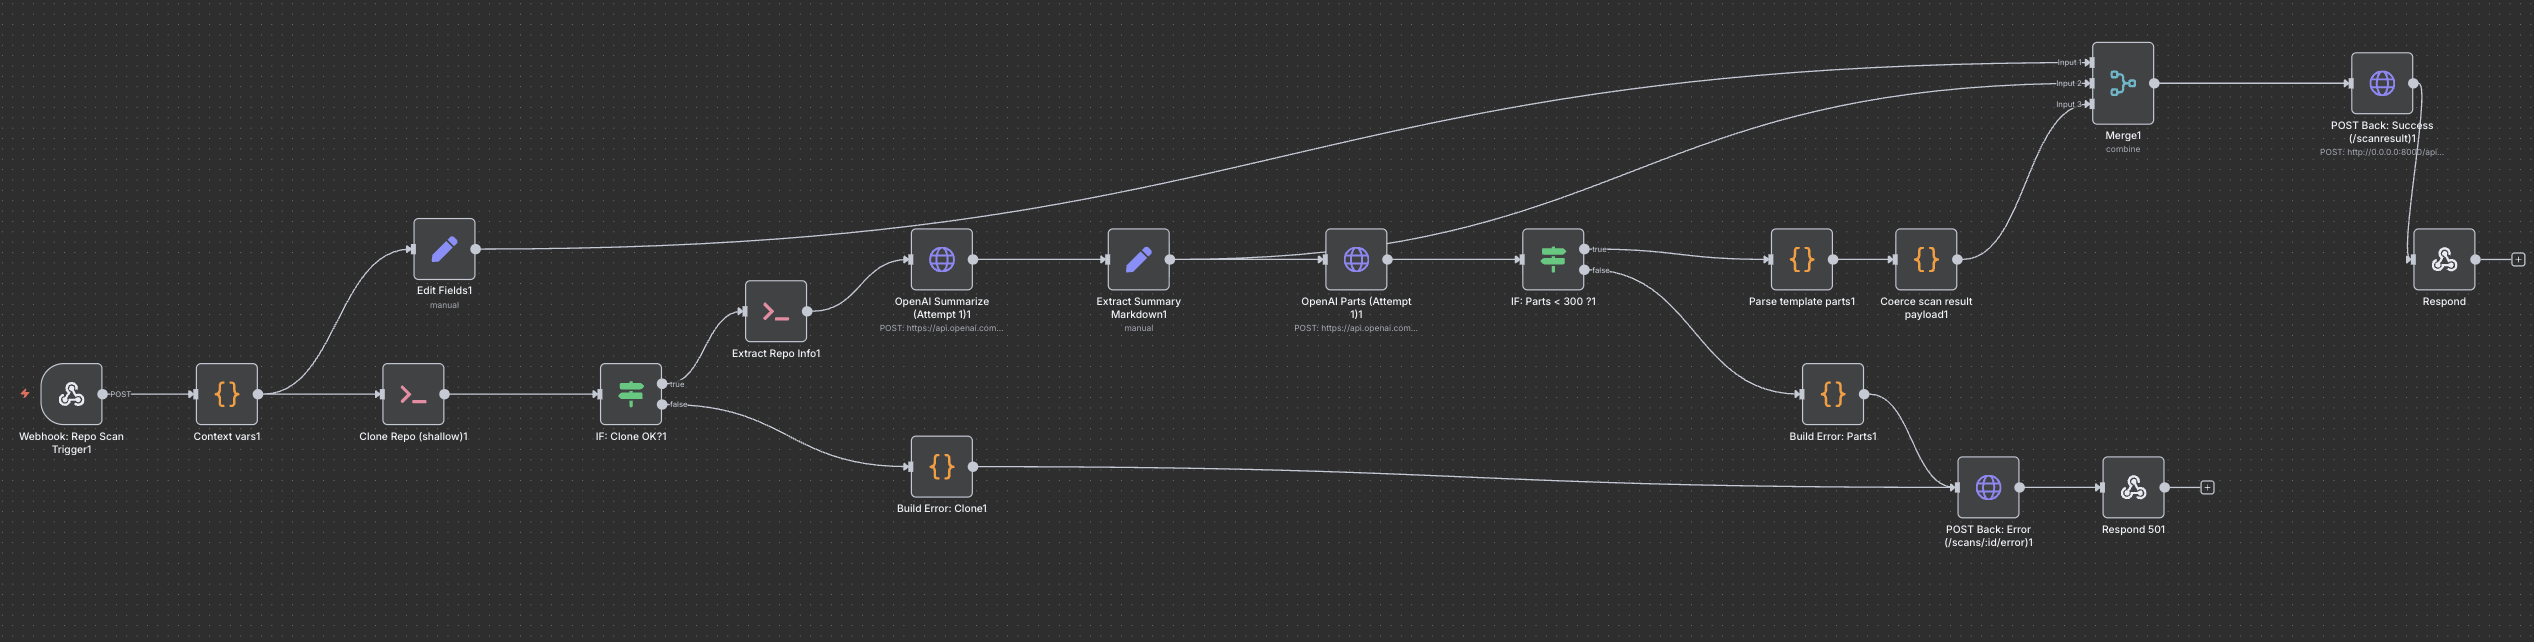 Input 1
Input 2
Input 3
Merge1
combine
POST Back: Success
(/scanresult)1
POST: http://0.0.0.0:8000/api...
Edit Fields1
manual
OpenAI Summarize
(Attempt 1)1
POST: https://api.openai.com...
Extract Summary
Markdown1
manual
OpenAI Parts (Attempt
1)1
POST: https://api.openai.com...
true
false
IF: Parts < 300 ?1
Parse template parts1
Coerce scan result
payload1
Respond
Extract Repo Info1
POST
Webhook: Repo Scan
Trigger1
Context vars1
Clone Repo (shallow)1
true
false
IF: Clone OK?1
Build Error: Parts1
Build Error: Clone1
POST Back: Error
(/scans/:id/error)1
Respond 501